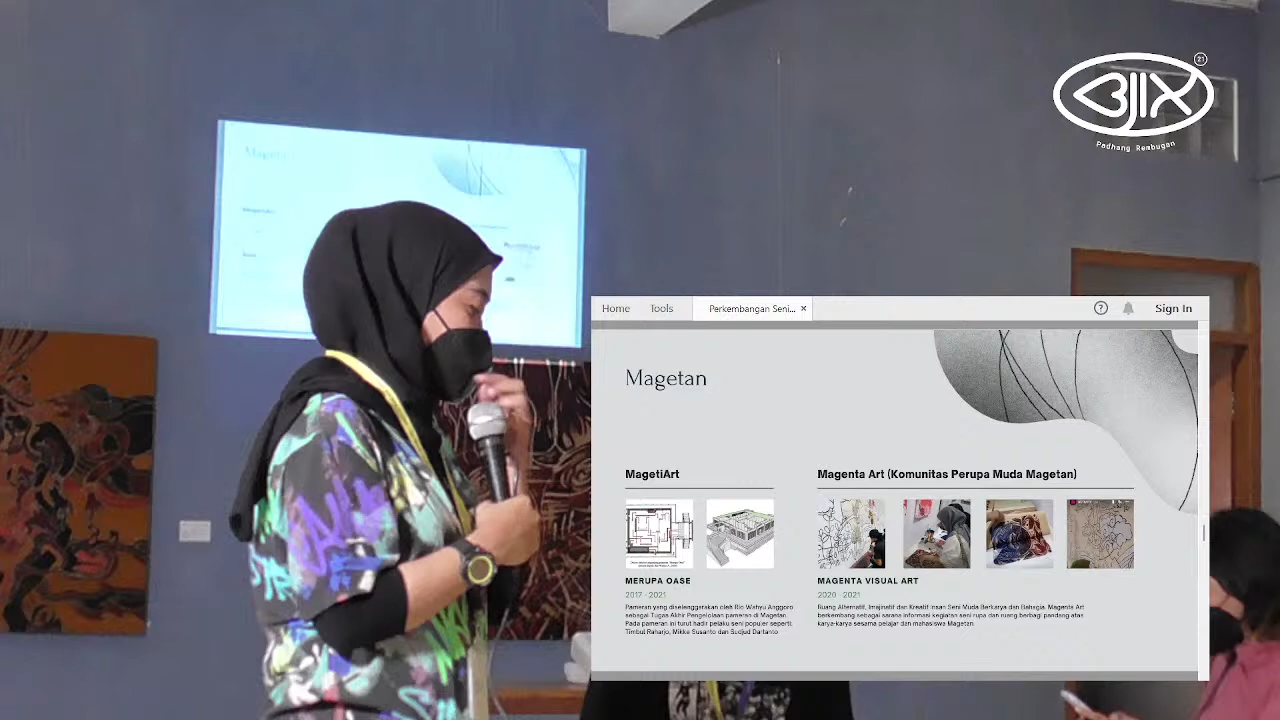 21
BJIX
Padhang Rembugan
Magetan
Home Tools Perkembangan Seni... × ? Sign In
Magetan
MagetiArt
Magenta Art (Komunitas Perupa Muda Magetan)
MERUPA OASE
2017 - 2021
Pameran yang diselenggarakan oleh Rio Wahyu Anggoro
sebagai Tugas Akhir Pengelolaan pameran di Magetan.
Pada pameran ini turut hadir pelaku seni populer seperti:
Timbul Raharjo, Mikke Susanto dan Sudjud Dartanto
MAGENTA VISUAL ART
2020 - 2021
Ruang Alternatif, Imajinatif dan Kreatif Insan Seni Muda Berkarya dan Bahagia. Magenta Art
berkembang sebagai sarana informasi kegiatan seni rupa dan ruang berbagi pandang atas
karya-karya sesama pelajar dan mahasiswa Magetan.